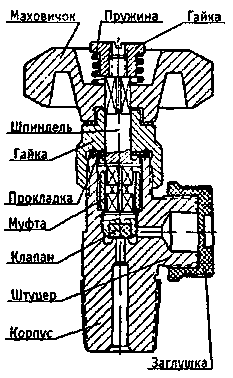 Маховичок
Пружина
Гайка
Шпиндель
Гайка
Прокладка
Муфта
Клапан
Штуцер
Корпус
Заглушка